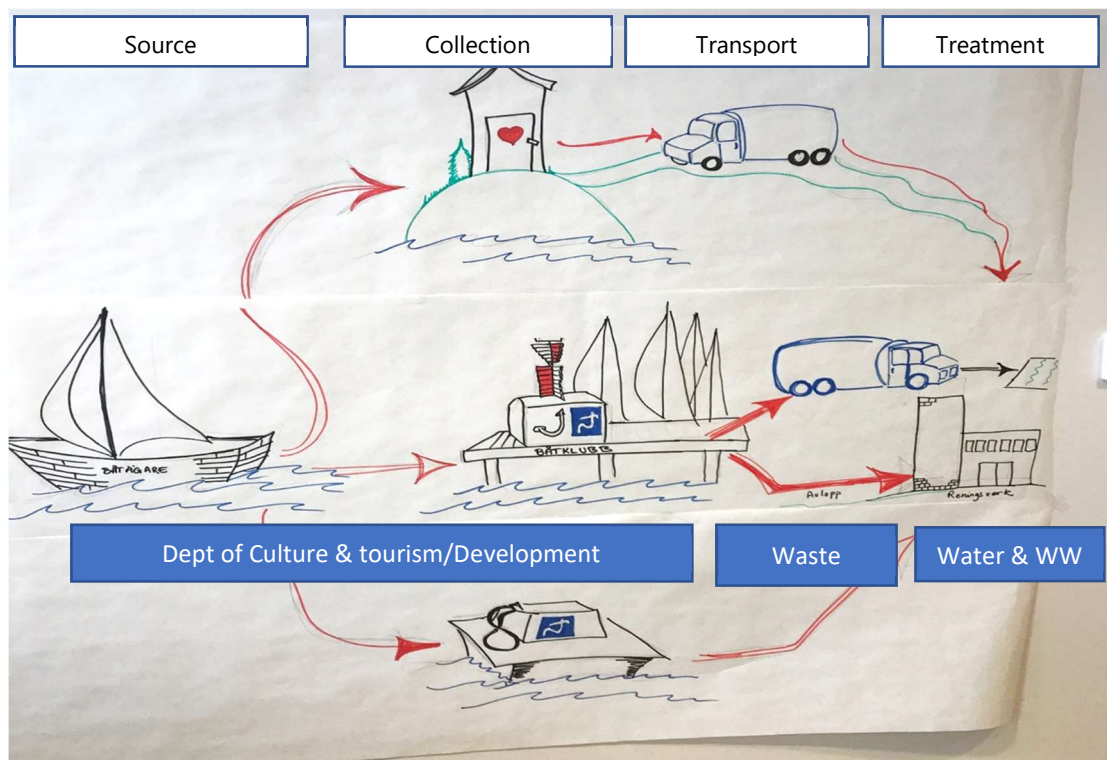 Source
Collection
Transport
Treatment
BÅTÄGARE
BÅTKLUBB
Avlopp
Reningsverk
Dept of Culture & tourism/Development
Waste
Water & WW